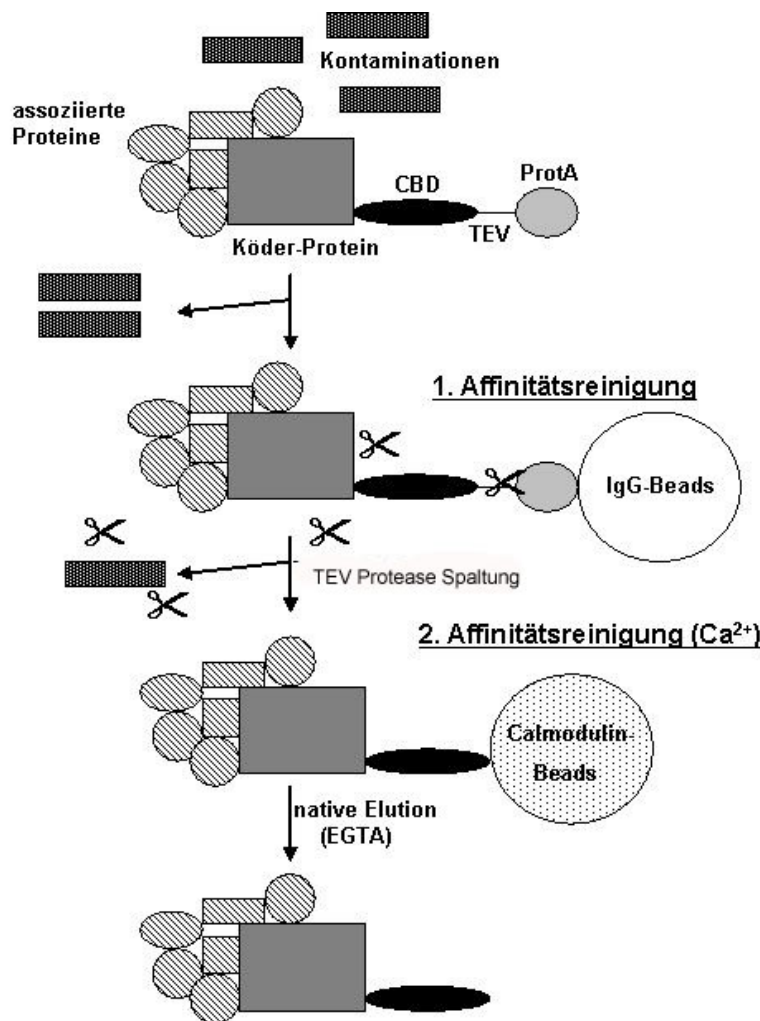 Kontaminationen
assoziierte
Proteine
ProtA
CBD
TEV
Köder-Protein
1. Affinitätsreinigung
IgG-Beads
TEV Protease Spaltung
2. Affinitätsreinigung (Ca²⁺)
Calmodulin-
Beads
native Elution
(EGTA)